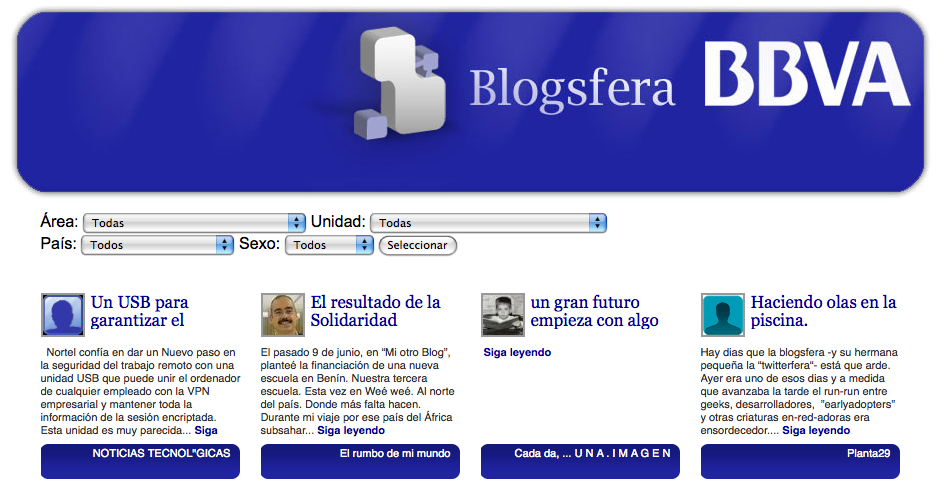 Blogsfera BBVA
Área: Todas Unidad: Todas
País: Todos Sexo: Todos Seleccionar
Un USB para
garantizar el
Nortel confía en dar un Nuevo paso en
la seguridad del trabajo remoto con una
unidad USB que puede unir el ordenador
de cualquier empleado con la VPN
empresarial y mantener toda la
información de la sesión encriptada.
Esta unidad es muy parecida... Siga
NOTICIAS TECNOL"GICAS
El resultado de la
Solidaridad
El pasado 9 de junio, en “Mi otro Blog”,
planteé la financiación de una nueva
escuela en Benín. Nuestra tercera
escuela. Esta vez en Weé weé. Al norte
del país. Donde más falta hacen.
Durante mi viaje por ese país del África
subsahar... Siga leyendo
El rumbo de mi mundo
un gran futuro
empieza con algo
Siga leyendo
Cada da, ... U N A . I M A G E N
Haciendo olas en la
piscina.
Hay dias que la blogsfera -y su hermana
pequeña la “twitterfera“- está que arde.
Ayer era uno de esos dias y a medida
que avanzaba la tarde el run-run entre
geeks, desarrolladores, ”earlyadopters”
y otras criaturas en-red-adoras era
ensordecedor.... Siga leyendo
Planta29